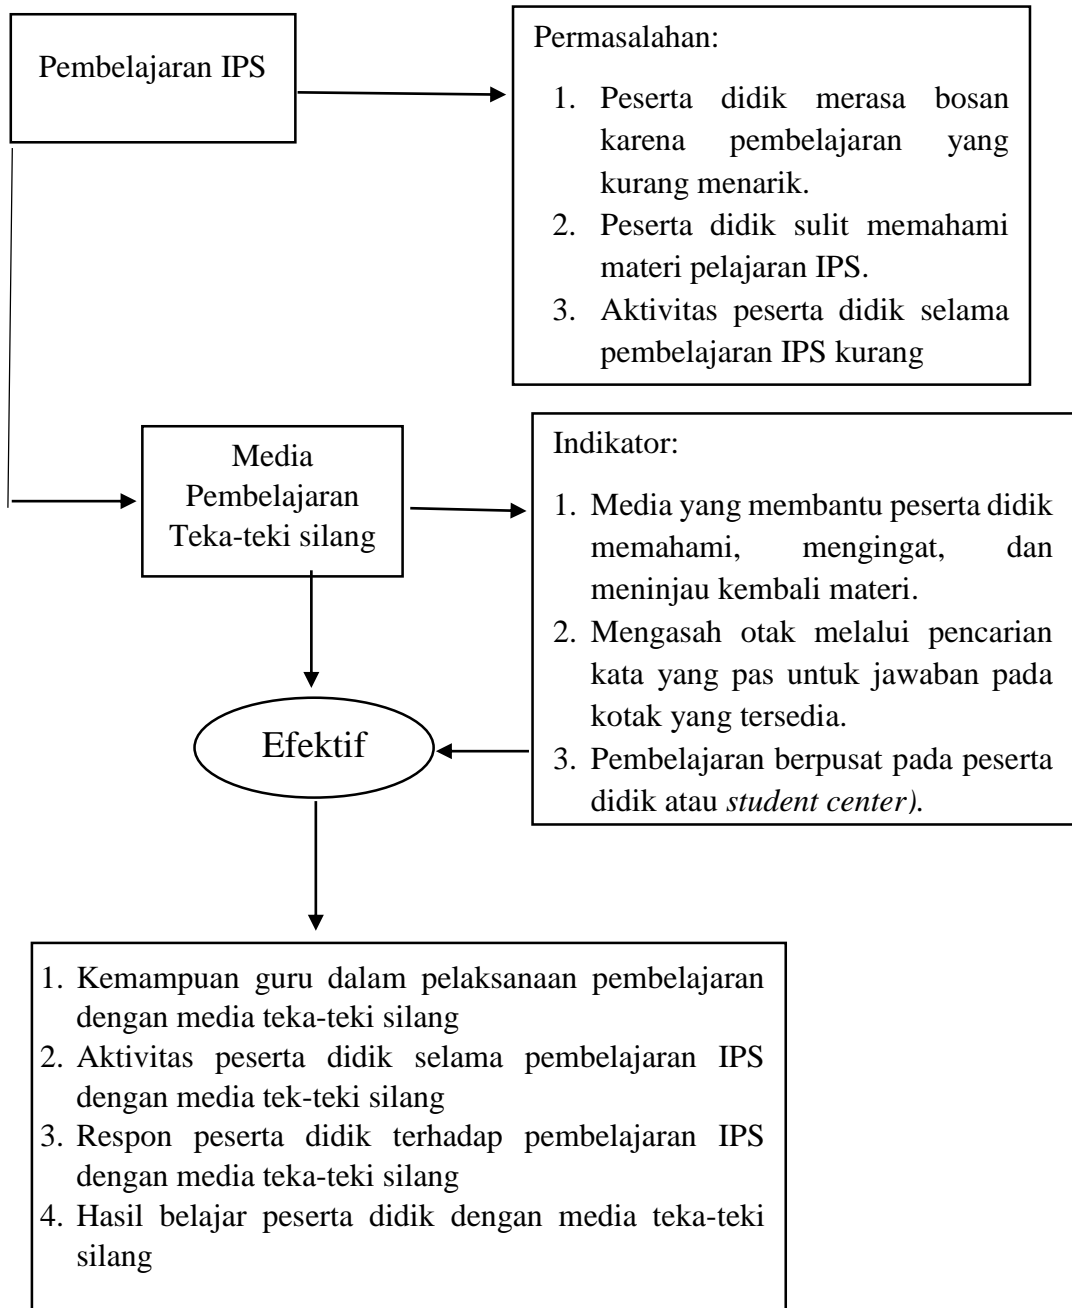 Pembelajaran IPS
Permasalahan:
1. Peserta didik merasa bosan
karena pembelajaran yang
kurang menarik.
2. Peserta didik sulit memahami
materi pelajaran IPS.
3. Aktivitas peserta didik selama
pembelajaran IPS kurang
Media
Pembelajaran
Teka-teki silang
Indikator:
1. Media yang membantu peserta didik
memahami, mengingat, dan
meninjau kembali materi.
2. Mengasah otak melalui pencarian
kata yang pas untuk jawaban pada
kotak yang tersedia.
3. Pembelajaran berpusat pada peserta
didik atau student center).
Efektif
1. Kemampuan guru dalam pelaksanaan pembelajaran
dengan media teka-teki silang
2. Aktivitas peserta didik selama pembelajaran IPS
dengan media tek-teki silang
3. Respon peserta didik terhadap pembelajaran IPS
dengan media teka-teki silang
4. Hasil belajar peserta didik dengan media teka-teki
silang